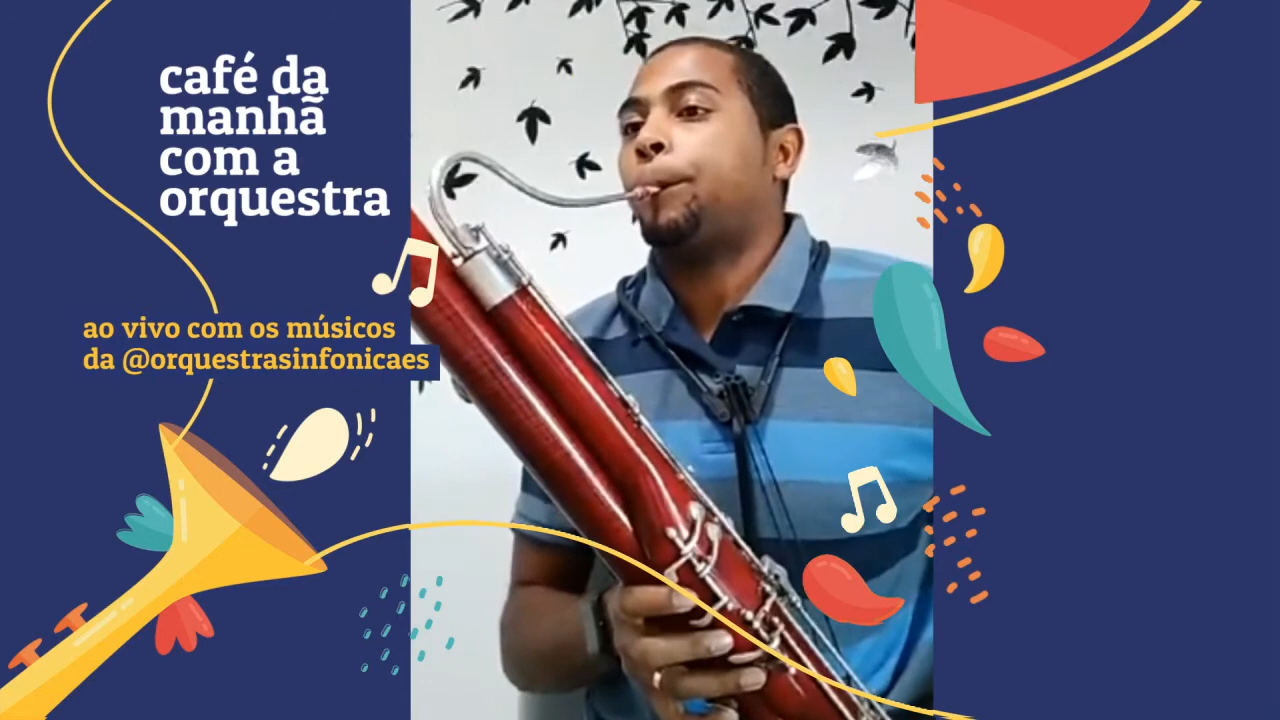 café da
manhã
com a
orquestra
ao vivo com os músicos
da @orquestrasinfonicaes